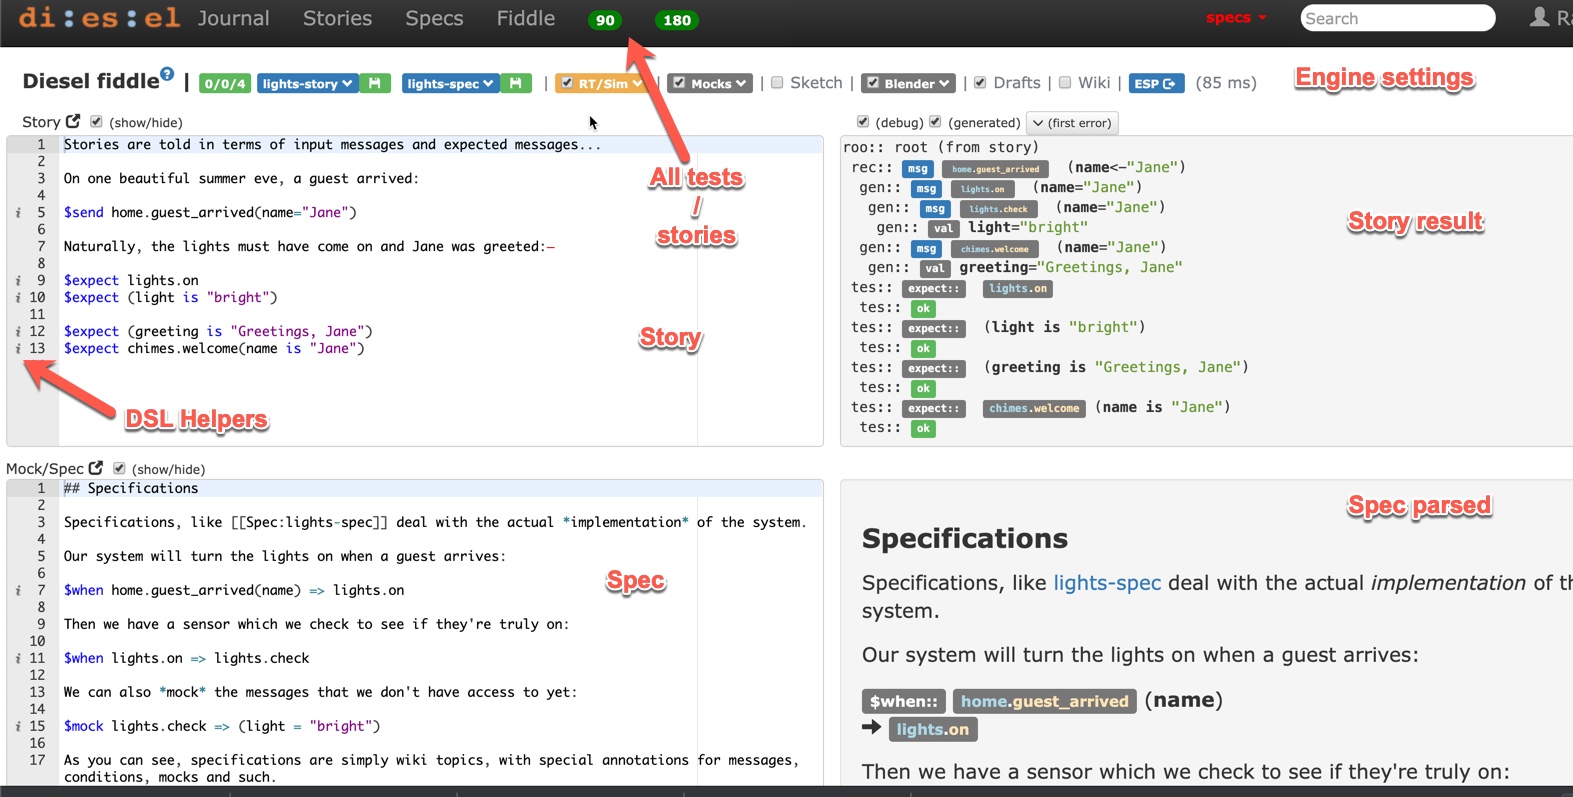 di:es:el Journal Stories Specs Fiddle 90 180 specs Search Ra
Diesel fiddle? | 0/0/4 lights-story lights-spec | RT/Sim | Mocks | Sketch | Blender | Drafts | Wiki | ESP (85 ms) Engine settings
Story (show/hide)
1 Stories are told in terms of input messages and expected messages...
2
3 On one beautiful summer eve, a guest arrived:
4
i 5 $send home.guest_arrived(name="Jane")
6
7 Naturally, the lights must have come on and Jane was greeted:–
8
i 9 $expect lights.on
i 10 $expect (light is "bright")
11
i 12 $expect (greeting is "Greetings, Jane")
i 13 $expect chimes.welcome(name is "Jane")
All tests
/
stories
Story
DSL Helpers
(debug) (generated) (first error)
roo:: root (from story)
rec:: msg home.guest_arrived (name<-"Jane")
gen:: msg lights.on (name="Jane")
gen:: msg lights.check (name="Jane")
gen:: val light="bright"
gen:: msg chimes.welcome (name="Jane")
gen:: val greeting="Greetings, Jane"
tes:: expect:: lights.on
tes:: ok
tes:: expect:: (light is "bright")
tes:: ok
tes:: expect:: (greeting is "Greetings, Jane")
tes:: ok
tes:: expect:: chimes.welcome (name is "Jane")
tes:: ok
Story result
Mock/Spec (show/hide)
1 ## Specifications
2
3 Specifications, like [[Spec:lights-spec]] deal with the actual *implementation* of the system.
4
5 Our system will turn the lights on when a guest arrives:
6
i 7 $when home.guest_arrived(name) => lights.on
8
9 Then we have a sensor which we check to see if they're truly on:
10
i 11 $when lights.on => lights.check
12
13 We can also *mock* the messages that we don't have access to yet:
14
i 15 $mock lights.check => (light = "bright")
16
17 As you can see, specifications are simply wiki topics, with special annotations for messages,
conditions, mocks and such.
Spec
Spec parsed
Specifications
Specifications, like lights-spec deal with the actual implementation of th
system.
Our system will turn the lights on when a guest arrives:
$when:: home.guest_arrived (name)
➔ lights.on
Then we have a sensor which we check to see if they're truly on: